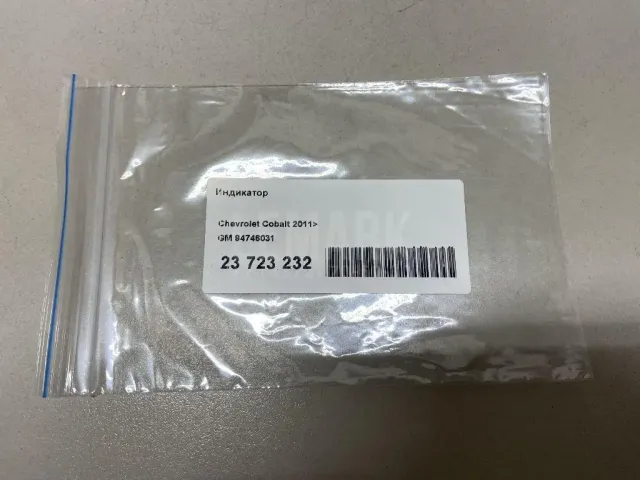 Индикатор
Chevrolet Cobalt 2011>
GM 94748031
23 723 232